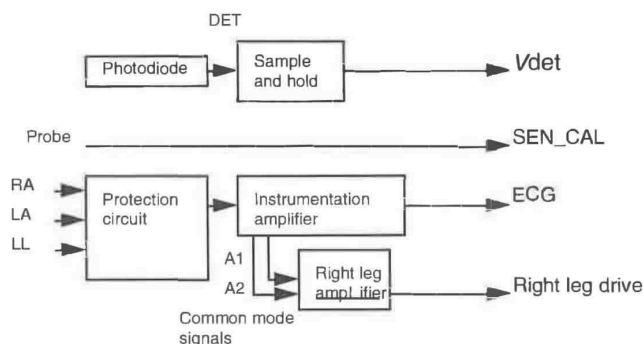 DET
Photodiode
Sample
and hold
Vdet
Probe
SEN_CAL
RA
LA
LL
Protection
circuit
Instrumentation
amplifier
ECG
A1
A2
Right leg
amplifier
Right leg drive
Common mode
signals